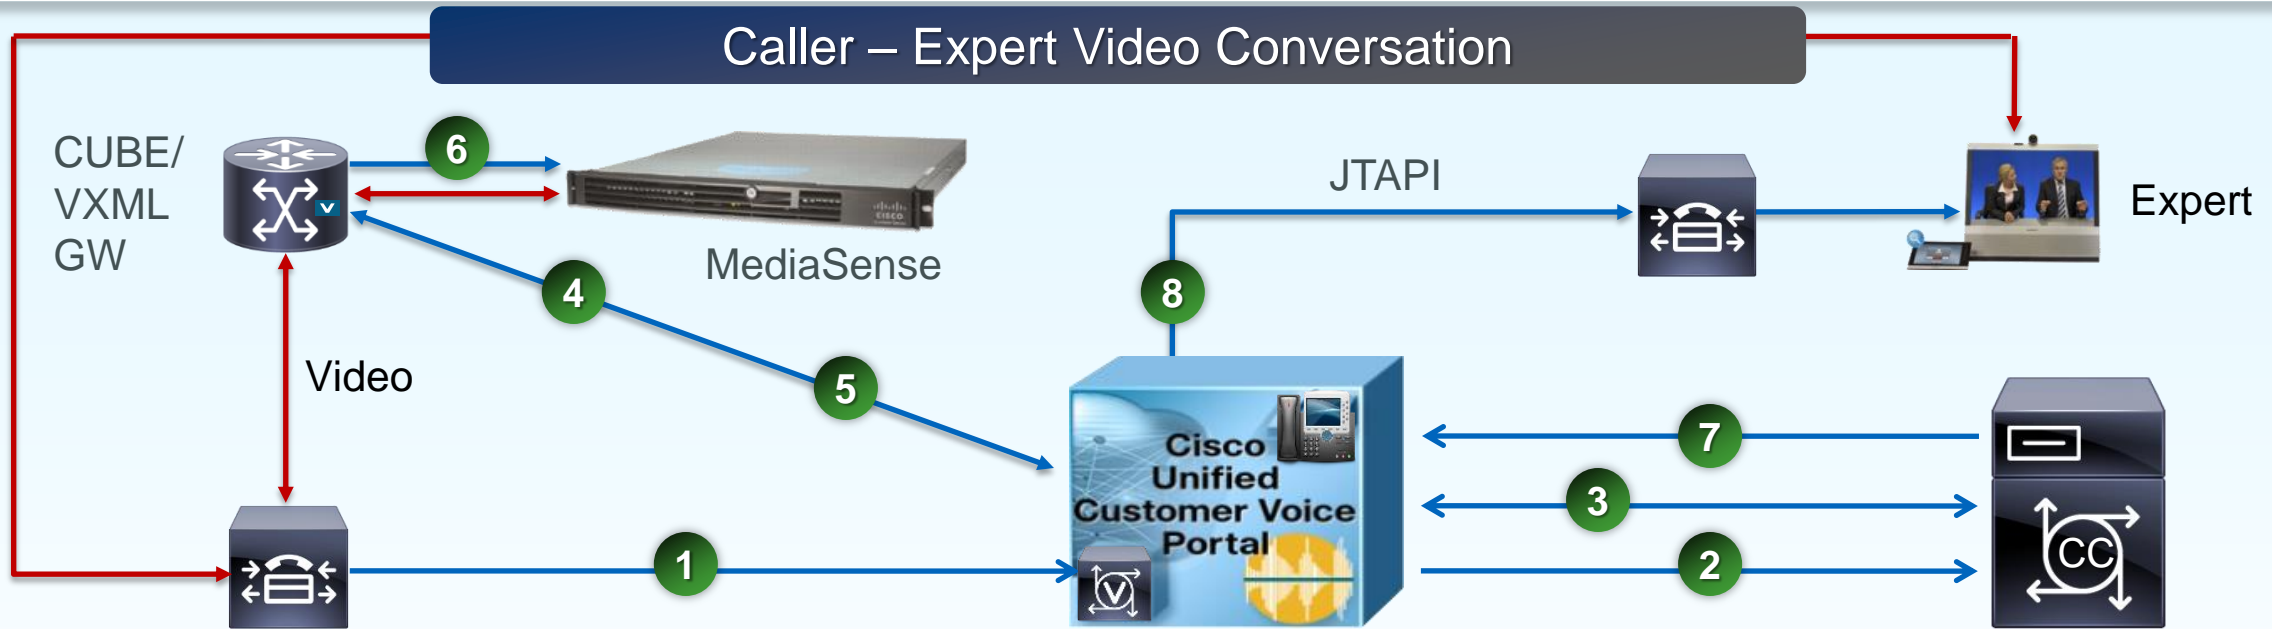 Caller – Expert Video Conversation
CUBE/
VXML
GW
6
v
CISCO
MediaSense
JTAPI
Expert
4
8
Video
5
7
Cisco
Unified
Customer Voice
Portal
3
1
2
V
CC